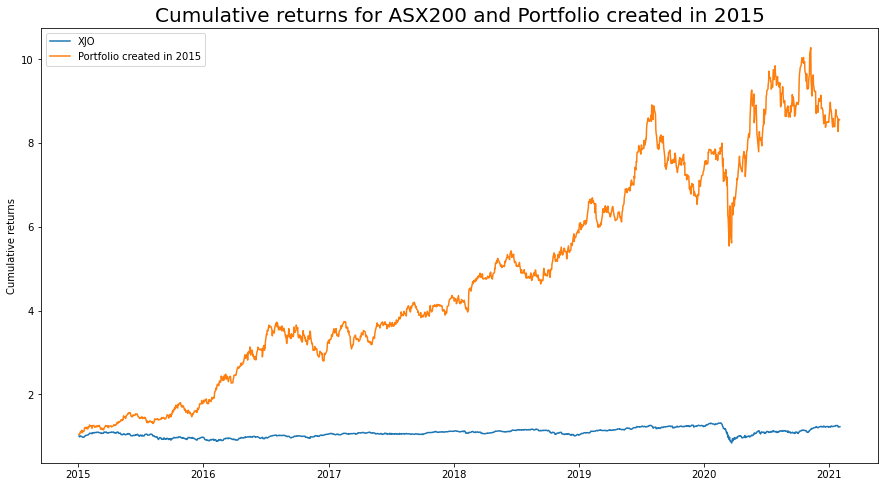 Cumulative returns for ASX200 and Portfolio created in 2015
XJO
Portfolio created in 2015
Cumulative returns
10
8
6
4
2
2015 2016 2017 2018 2019 2020 2021